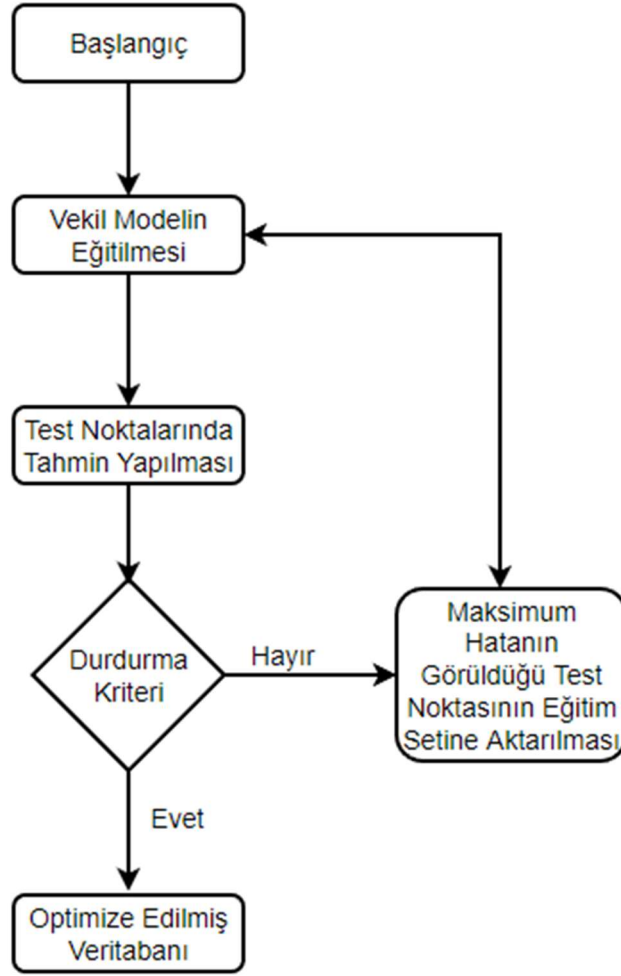 Başlangıç
Vekil Modelin
Eğitilmesi
Test Noktalarında
Tahmin Yapılması
Durdurma
Kriteri
Hayır
Maksimum
Hatanın
Görüldüğü Test
Noktasının Eğitim
Setine Aktarılması
Evet
Optimize Edilmiş
Veritabanı